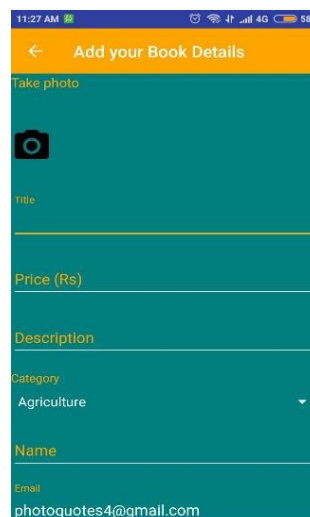 11:27 AM 4G 58
Add your Book Details
Take photo
Title
Price (Rs)
Description
Category
Agriculture
Name
Email
photoquotes4@gmail.com